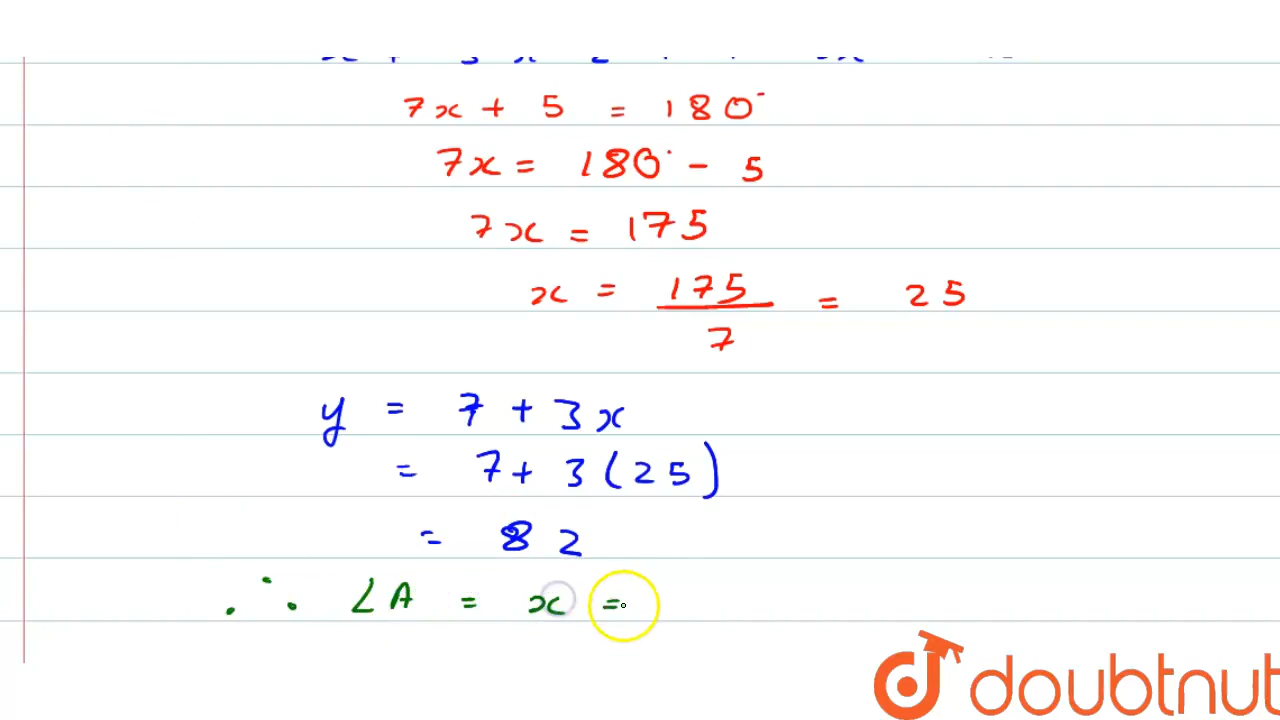 7x + 5 = 180°
7x = 180° - 5
7x = 175
x = 175/7 = 25
y = 7 + 3x
= 7 + 3(25)
= 82
∴ ∠A = x =
doubtnut